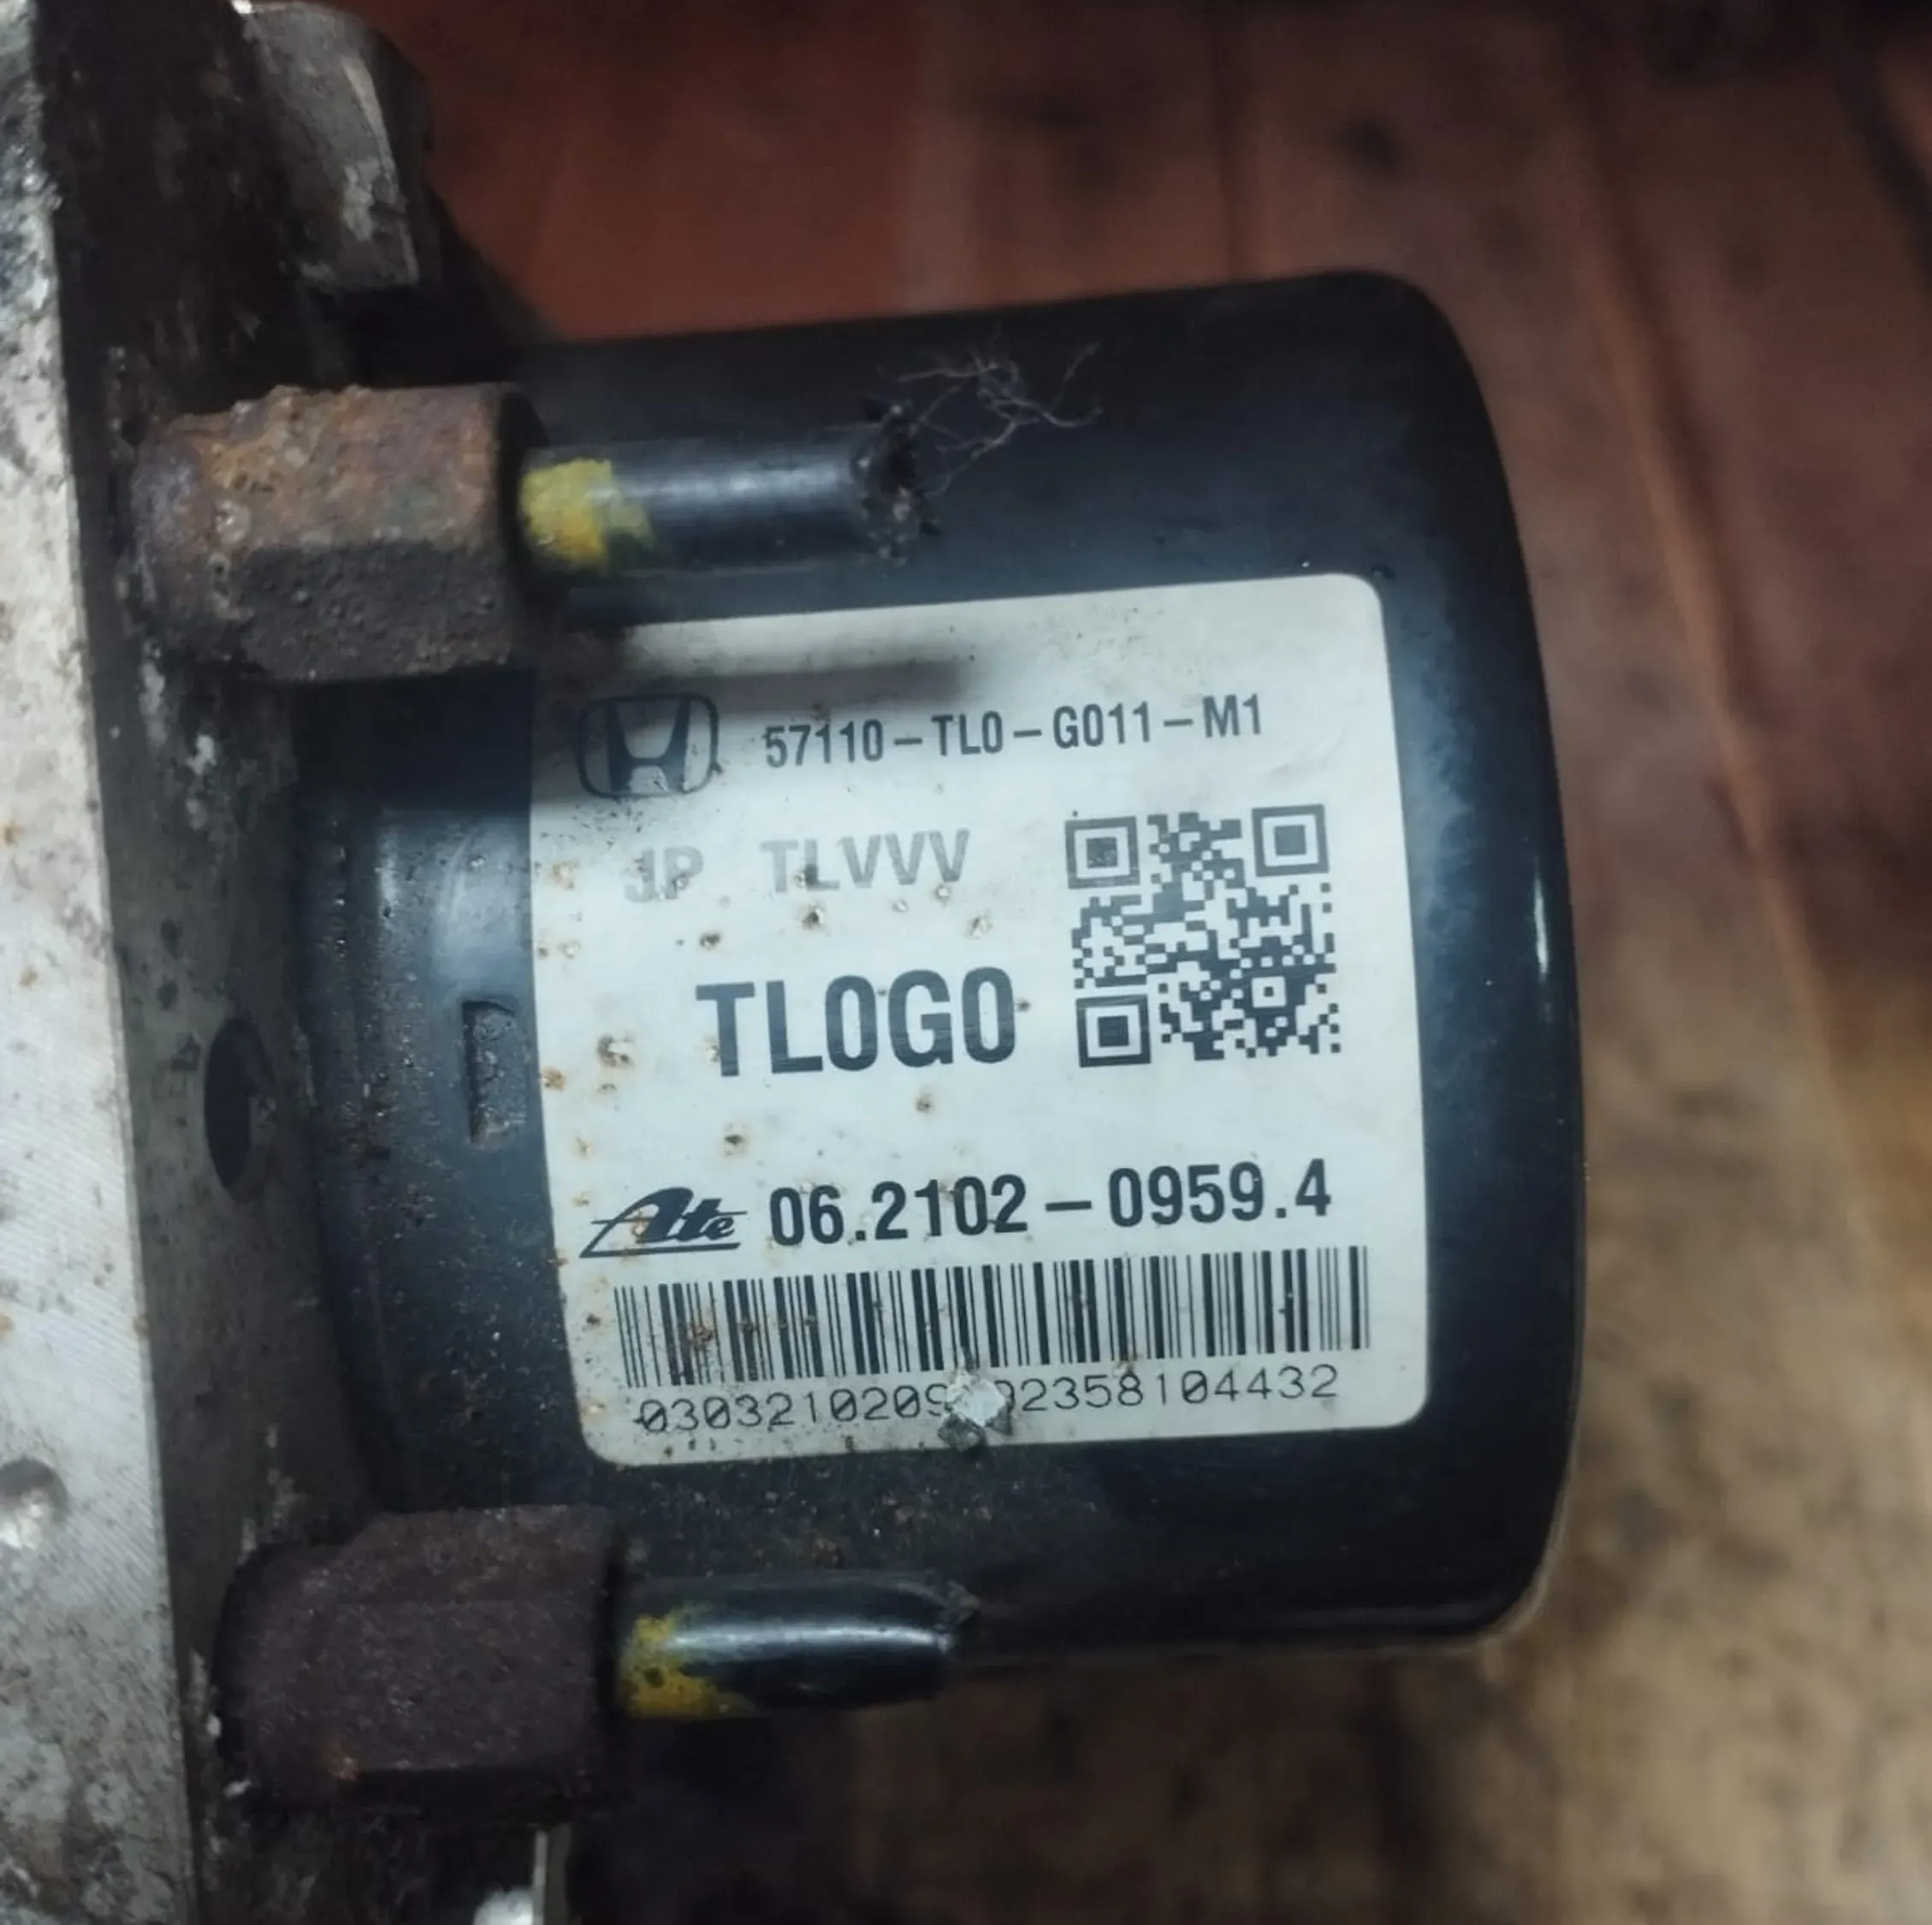 57110-TL0-G011-M1
JP TLVVV
TL0G0
Ate 06.2102-0959.4